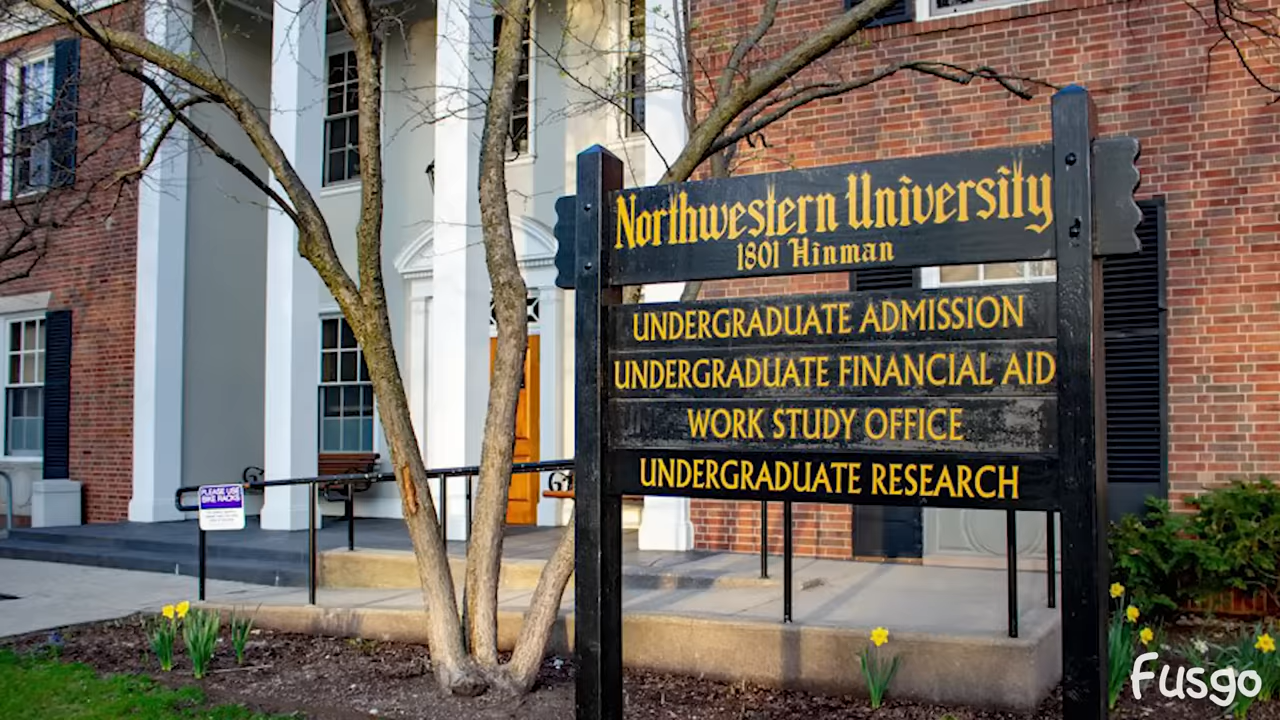 Northwestern University
1801 Hinman
UNDERGRADUATE ADMISSION
UNDERGRADUATE FINANCIAL AID
WORK STUDY OFFICE
UNDERGRADUATE RESEARCH
PLEASE USE
BIKE RACKS
Fusgo